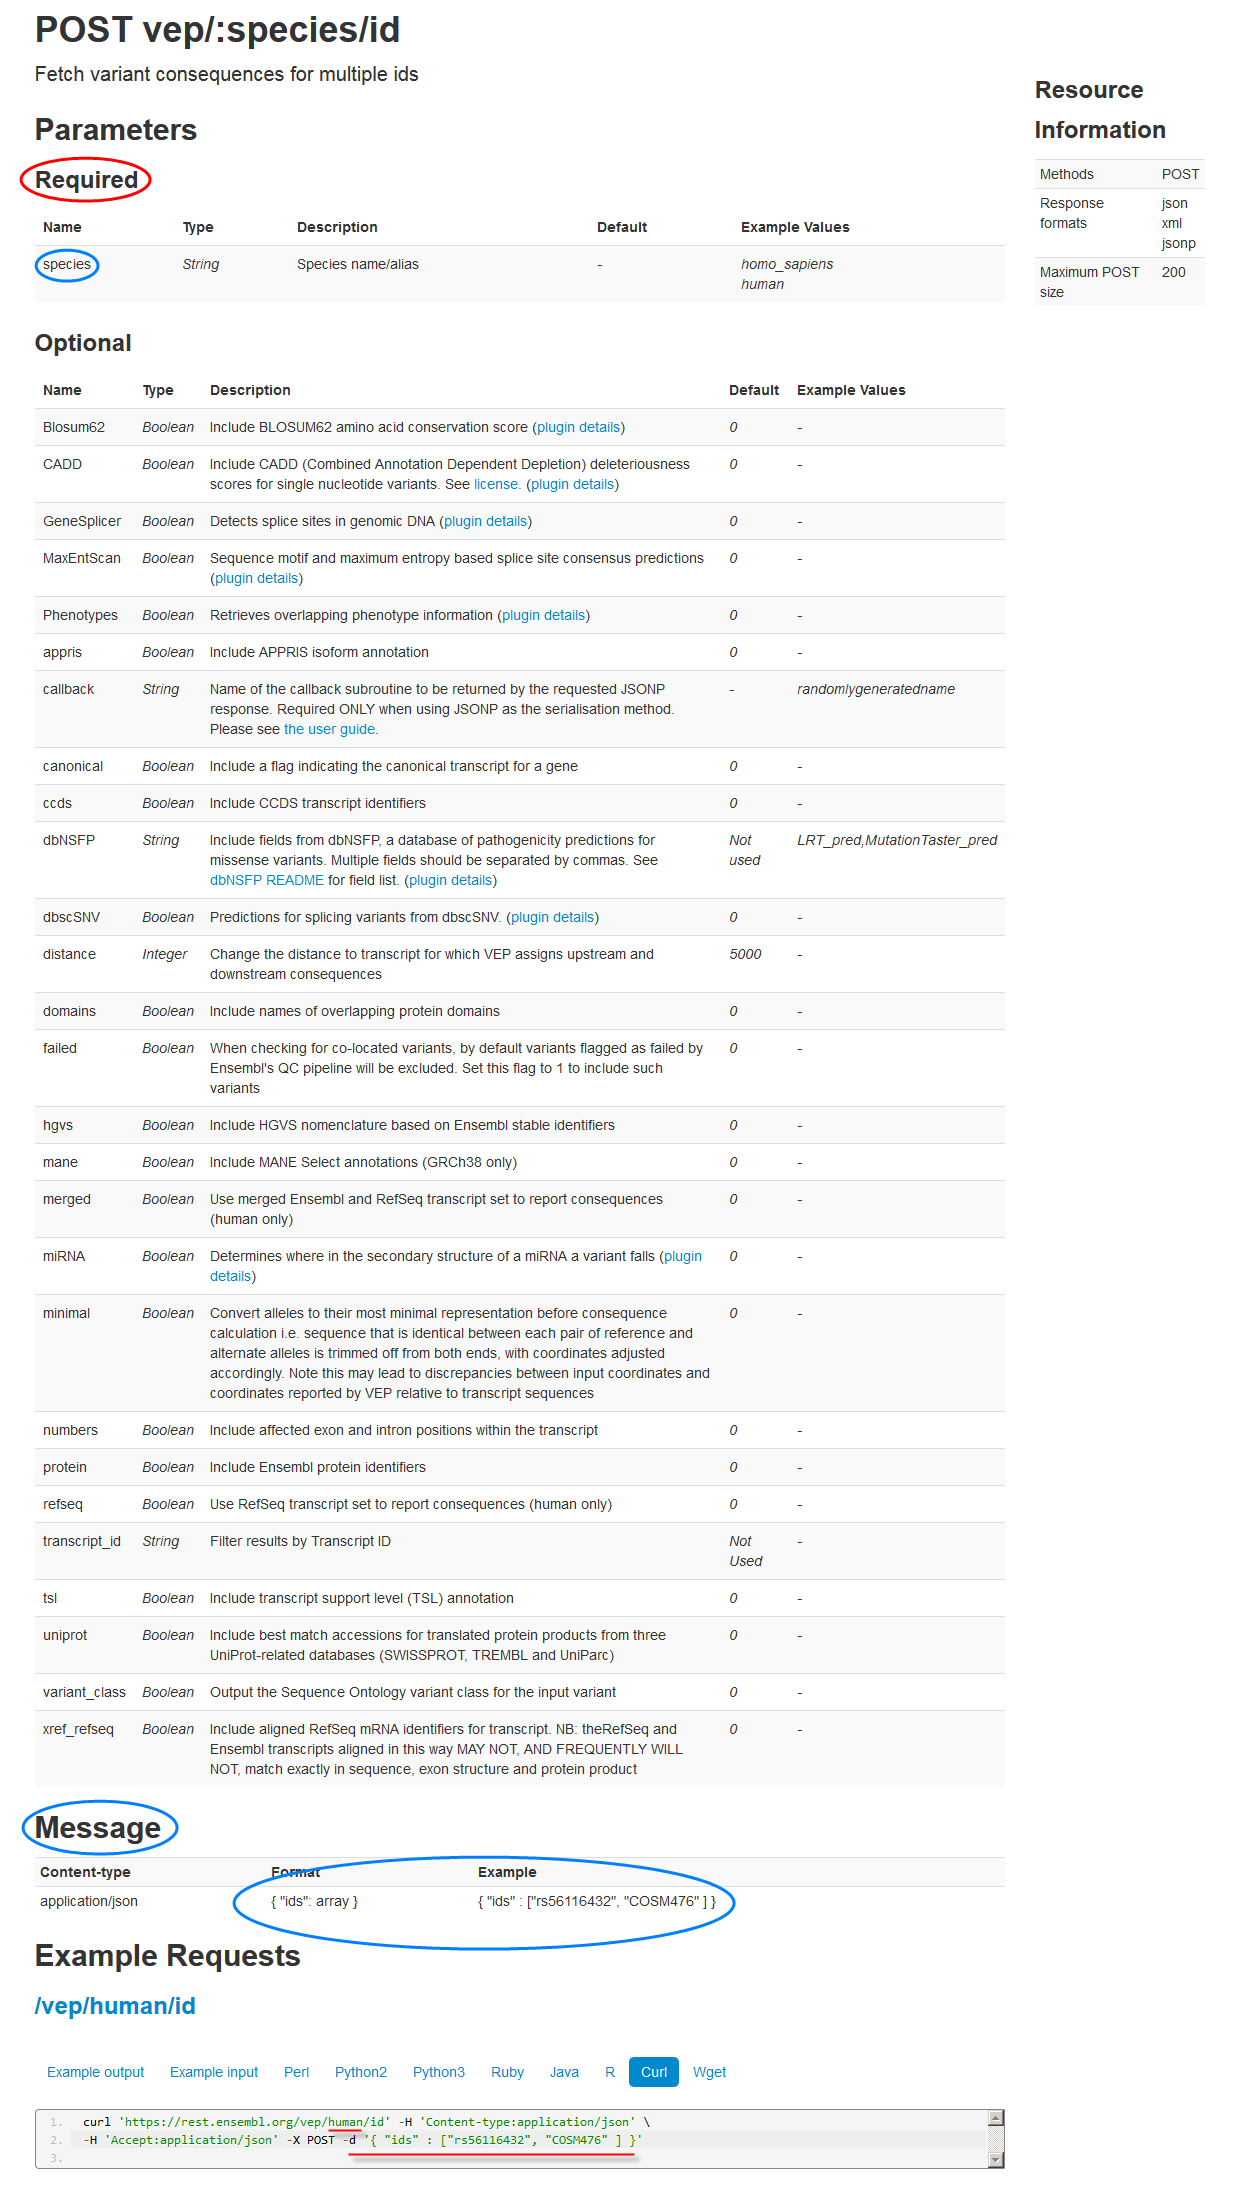 POST vep/:species/id
Fetch variant consequences for multiple ids
Resource
Information
Methods POST
Response formats json xml jsonp
Maximum POST size 200
Parameters
Required
Name Type Description Default Example Values
species String Species name/alias - homo_sapiens
human
Optional
Name Type Description Default Example Values
Blosum62 Boolean Include BLOSUM62 amino acid conservation score (plugin details) 0 -
CADD Boolean Include CADD (Combined Annotation Dependent Depletion) deleteriousness 0 -
scores for single nucleotide variants. See license. (plugin details)
GeneSplicer Boolean Detects splice sites in genomic DNA (plugin details) 0 -
MaxEntScan Boolean Sequence motif and maximum entropy based splice site consensus predictions 0 -
(plugin details)
Phenotypes Boolean Retrieves overlapping phenotype information (plugin details) 0 -
appris Boolean Include APPRIS isoform annotation 0 -
callback String Name of the callback subroutine to be returned by the requested JSONP - randomlygeneratedname
response. Required ONLY when using JSONP as the serialisation method.
Please see the user guide.
canonical Boolean Include a flag indicating the canonical transcript for a gene 0 -
ccds Boolean Include CCDS transcript identifiers 0 -
dbNSFP String Include fields from dbNSFP, a database of pathogenicity predictions for Not LRT_pred,MutationTaster_pred
missense variants. Multiple fields should be separated by commas. See used
dbNSFP README for field list. (plugin details)
dbscSNV Boolean Predictions for splicing variants from dbscSNV. (plugin details) 0 -
distance Integer Change the distance to transcript for which VEP assigns upstream and 5000 -
downstream consequences
domains Boolean Include names of overlapping protein domains 0 -
failed Boolean When checking for co-located variants, by default variants flagged as failed by 0 -
Ensembl's QC pipeline will be excluded. Set this flag to 1 to include such
variants
hgvs Boolean Include HGVS nomenclature based on Ensembl stable identifiers 0 -
mane Boolean Include MANE Select annotations (GRCh38 only) 0 -
merged Boolean Use merged Ensembl and RefSeq transcript set to report consequences 0 -
(human only)
miRNA Boolean Determines where in the secondary structure of a miRNA a variant falls (plugin 0 -
details)
minimal Boolean Convert alleles to their most minimal representation before consequence 0 -
calculation i.e. sequence that is identical between each pair of reference and
alternate alleles is trimmed off from both ends, with coordinates adjusted
accordingly. Note this may lead to discrepancies between input coordinates and
coordinates reported by VEP relative to transcript sequences
numbers Boolean Include affected exon and intron positions within the transcript 0 -
protein Boolean Include Ensembl protein identifiers 0 -
refseq Boolean Use RefSeq transcript set to report consequences (human only) 0 -
transcript_id String Filter results by Transcript ID Not -
Used
tsl Boolean Include transcript support level (TSL) annotation 0 -
uniprot Boolean Include best match accessions for translated protein products from three 0 -
UniProt-related databases (SWISSPROT, TREMBL and UniParc)
variant_class Boolean Output the Sequence Ontology variant class for the input variant 0 -
xref_refseq Boolean Include aligned RefSeq mRNA identifiers for transcript. NB: theRefSeq and 0 -
Ensembl transcripts aligned in this way MAY NOT, AND FREQUENTLY WILL
NOT, match exactly in sequence, exon structure and protein product
Message
Content-type Format Example
application/json { "ids": array } { "ids" : ["rs56116432", "COSM476" ] }
Example Requests
/vep/human/id
Example output Example input Perl Python2 Python3 Ruby Java R Curl Wget
1. curl 'https://rest.ensembl.org/vep/human/id' -H 'Content-type:application/json' \
2. -H 'Accept:application/json' -X POST -d '{ "ids" : ["rs56116432", "COSM476" ] }'
3.